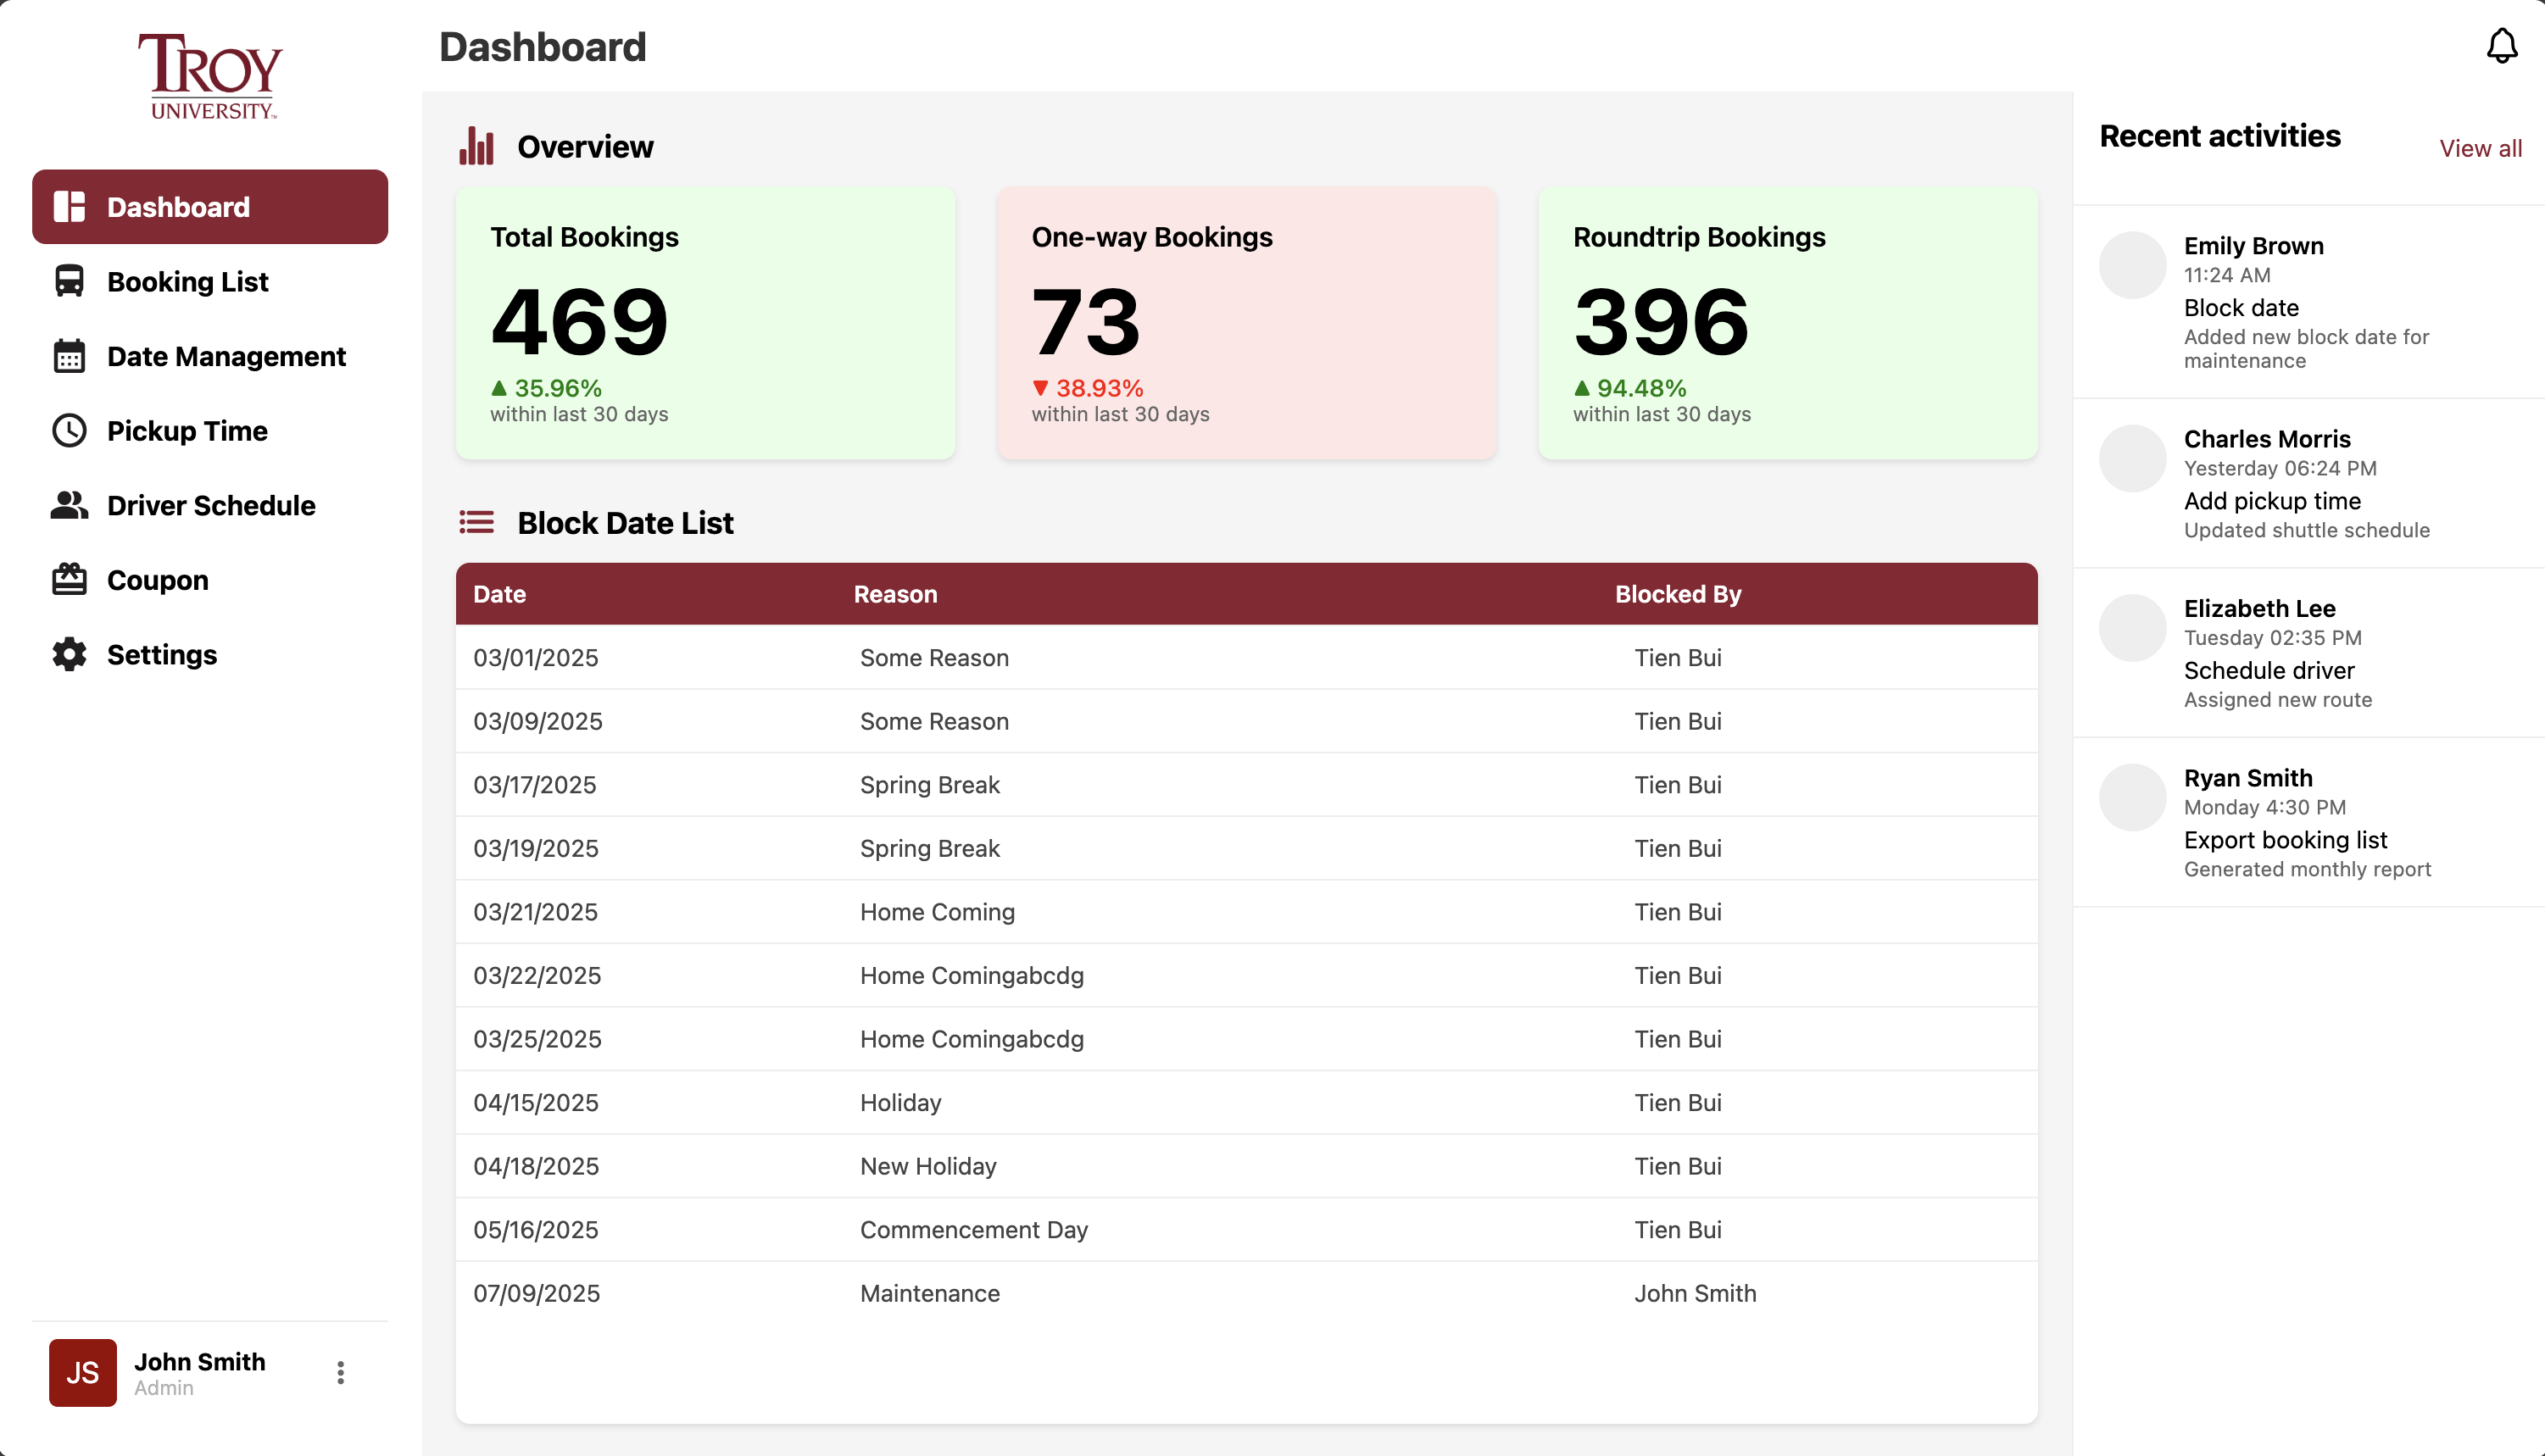 TROY
UNIVERSITY™
Dashboard
Booking List
Date Management
Pickup Time
Driver Schedule
Coupon
Settings
JS
John Smith
Admin
Dashboard
Overview
Total Bookings
469
▲ 35.96%
within last 30 days
One-way Bookings
73
▼ 38.93%
within last 30 days
Roundtrip Bookings
396
▲ 94.48%
within last 30 days
Block Date List
Date Reason Blocked By
03/01/2025 Some Reason Tien Bui
03/09/2025 Some Reason Tien Bui
03/17/2025 Spring Break Tien Bui
03/19/2025 Spring Break Tien Bui
03/21/2025 Home Coming Tien Bui
03/22/2025 Home Comingabcdg Tien Bui
03/25/2025 Home Comingabcdg Tien Bui
04/15/2025 Holiday Tien Bui
04/18/2025 New Holiday Tien Bui
05/16/2025 Commencement Day Tien Bui
07/09/2025 Maintenance John Smith
Recent activities
View all
Emily Brown
11:24 AM
Block date
Added new block date for
maintenance
Charles Morris
Yesterday 06:24 PM
Add pickup time
Updated shuttle schedule
Elizabeth Lee
Tuesday 02:35 PM
Schedule driver
Assigned new route
Ryan Smith
Monday 4:30 PM
Export booking list
Generated monthly report